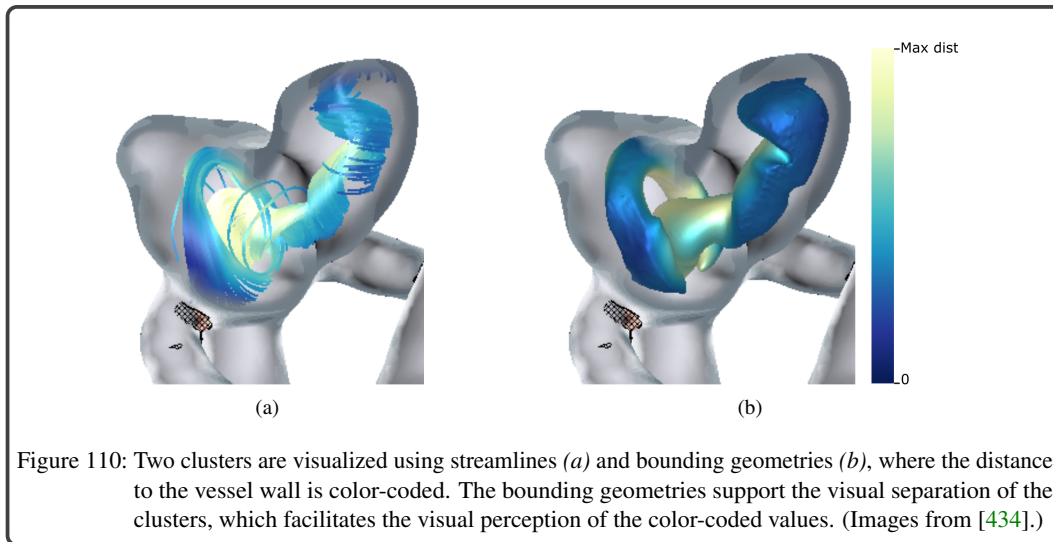 Max dist
0
(a)
(b)
Figure 110: Two clusters are visualized using streamlines (a) and bounding geometries (b), where the distance
to the vessel wall is color-coded. The bounding geometries support the visual separation of the
clusters, which facilitates the visual perception of the color-coded values. (Images from [434].)